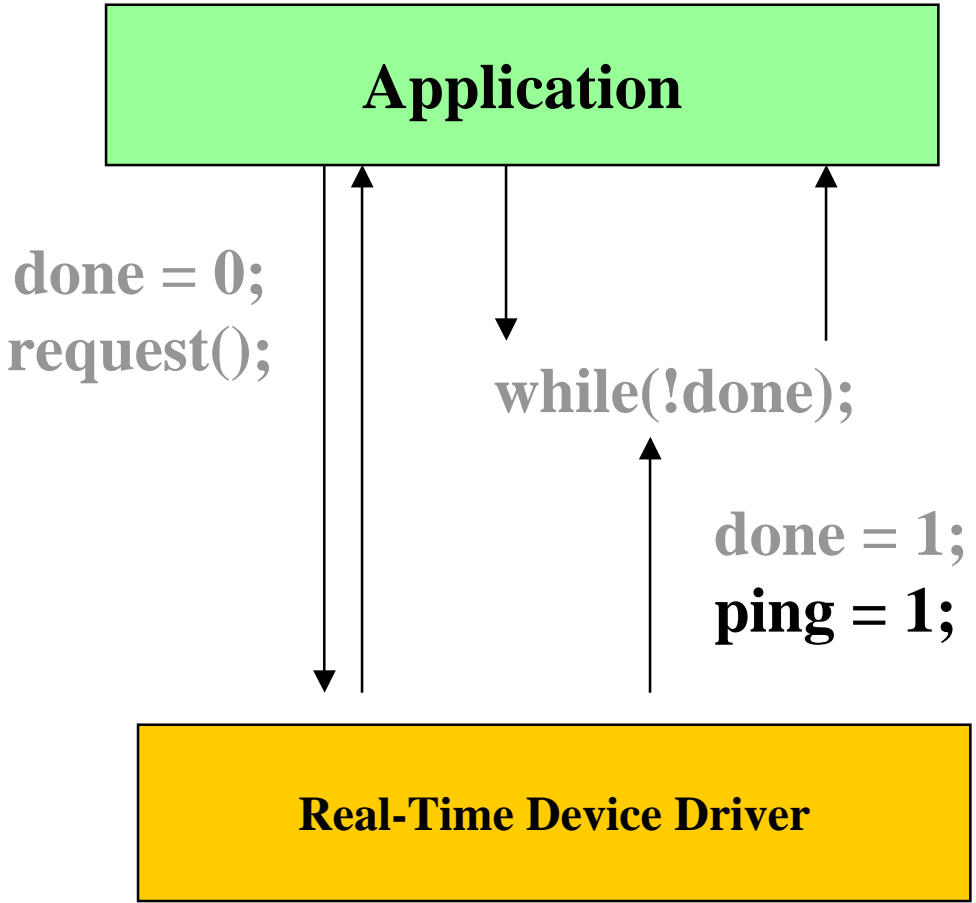 Application
done = 0;
request();
while(!done);
done = 1;
ping = 1;
Real-Time Device Driver